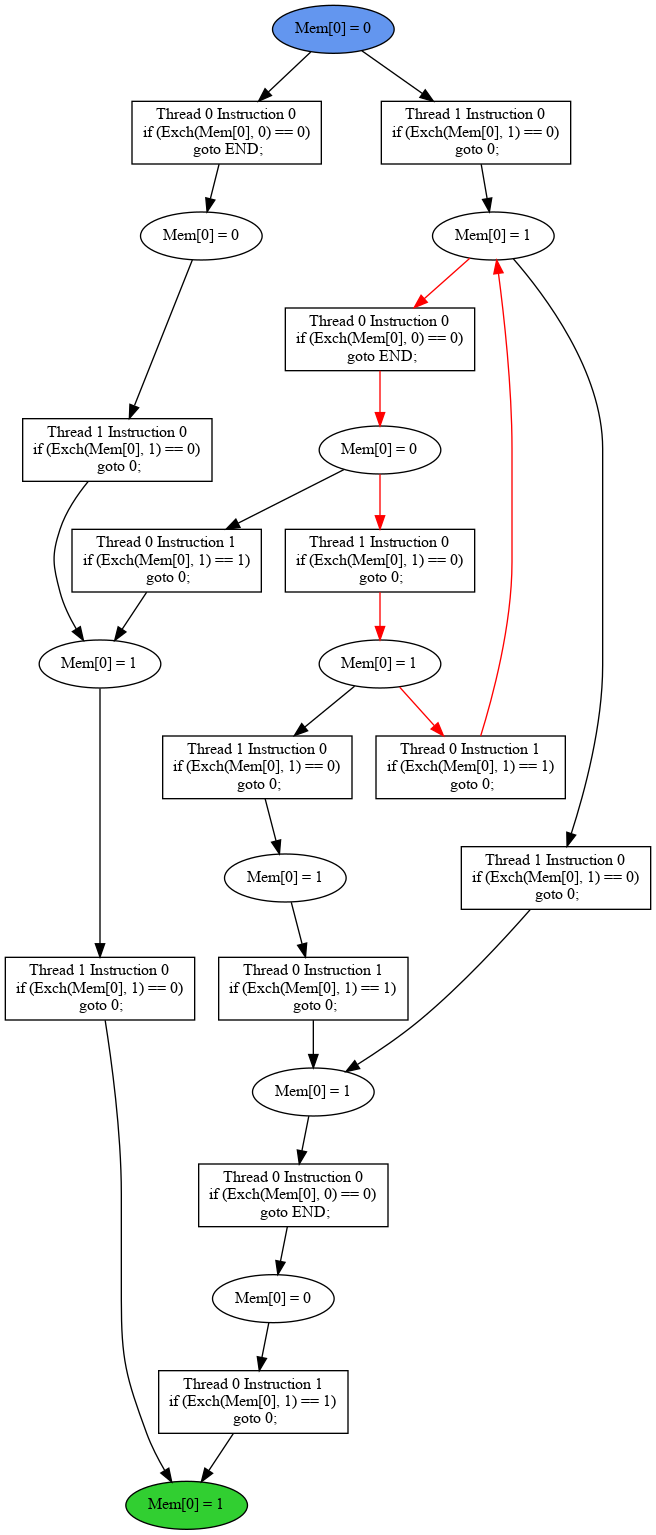 Mem[0] = 0
Thread 0 Instruction 0
if (Exch(Mem[0], 0) == 0)
goto END;
Thread 1 Instruction 0
if (Exch(Mem[0], 1) == 0)
goto 0;
Mem[0] = 0
Mem[0] = 1
Thread 0 Instruction 0
if (Exch(Mem[0], 0) == 0)
goto END;
Thread 1 Instruction 0
if (Exch(Mem[0], 1) == 0)
goto 0;
Mem[0] = 0
Thread 0 Instruction 1
if (Exch(Mem[0], 1) == 1)
goto 0;
Thread 1 Instruction 0
if (Exch(Mem[0], 1) == 0)
goto 0;
Mem[0] = 1
Mem[0] = 1
Thread 1 Instruction 0
if (Exch(Mem[0], 1) == 0)
goto 0;
Thread 0 Instruction 1
if (Exch(Mem[0], 1) == 1)
goto 0;
Mem[0] = 1
Thread 1 Instruction 0
if (Exch(Mem[0], 1) == 0)
goto 0;
Thread 1 Instruction 0
if (Exch(Mem[0], 1) == 0)
goto 0;
Thread 0 Instruction 1
if (Exch(Mem[0], 1) == 1)
goto 0;
Mem[0] = 1
Thread 0 Instruction 0
if (Exch(Mem[0], 0) == 0)
goto END;
Mem[0] = 0
Thread 0 Instruction 1
if (Exch(Mem[0], 1) == 1)
goto 0;
Mem[0] = 1